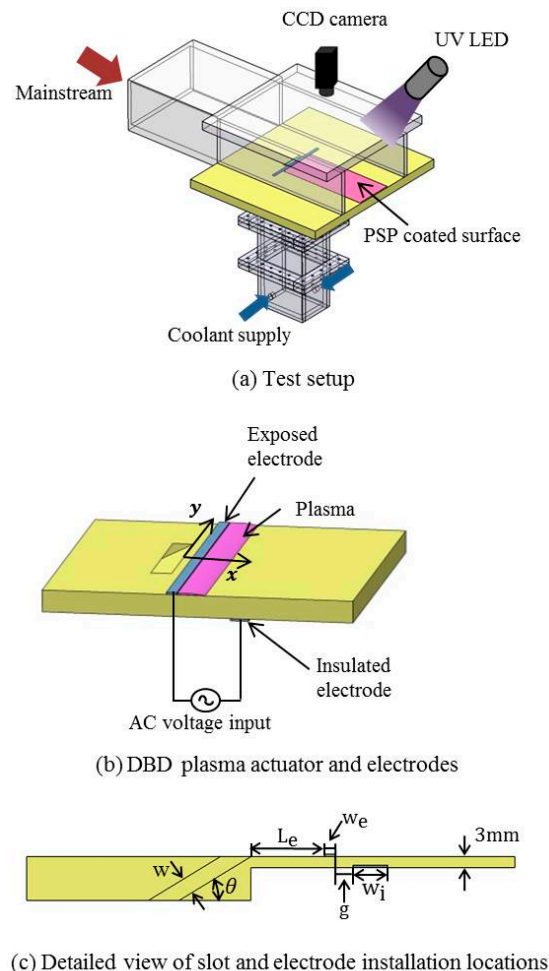 CCD camera
UV LED
Mainstream
PSP coated surface
Coolant supply
(a) Test setup
Exposed
electrode
Plasma
y
x
Insulated
electrode
AC voltage input
(b) DBD plasma actuator and electrodes
Le
we
3mm
w
θ
g
wi
(c) Detailed view of slot and electrode installation locations